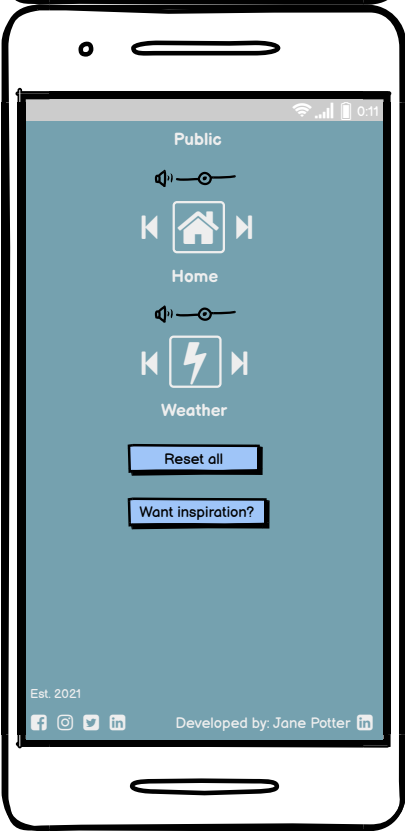 0:11
Public
Home
Weather
Reset all
Want inspiration?
Est. 2021
Developed by: Jane Potter